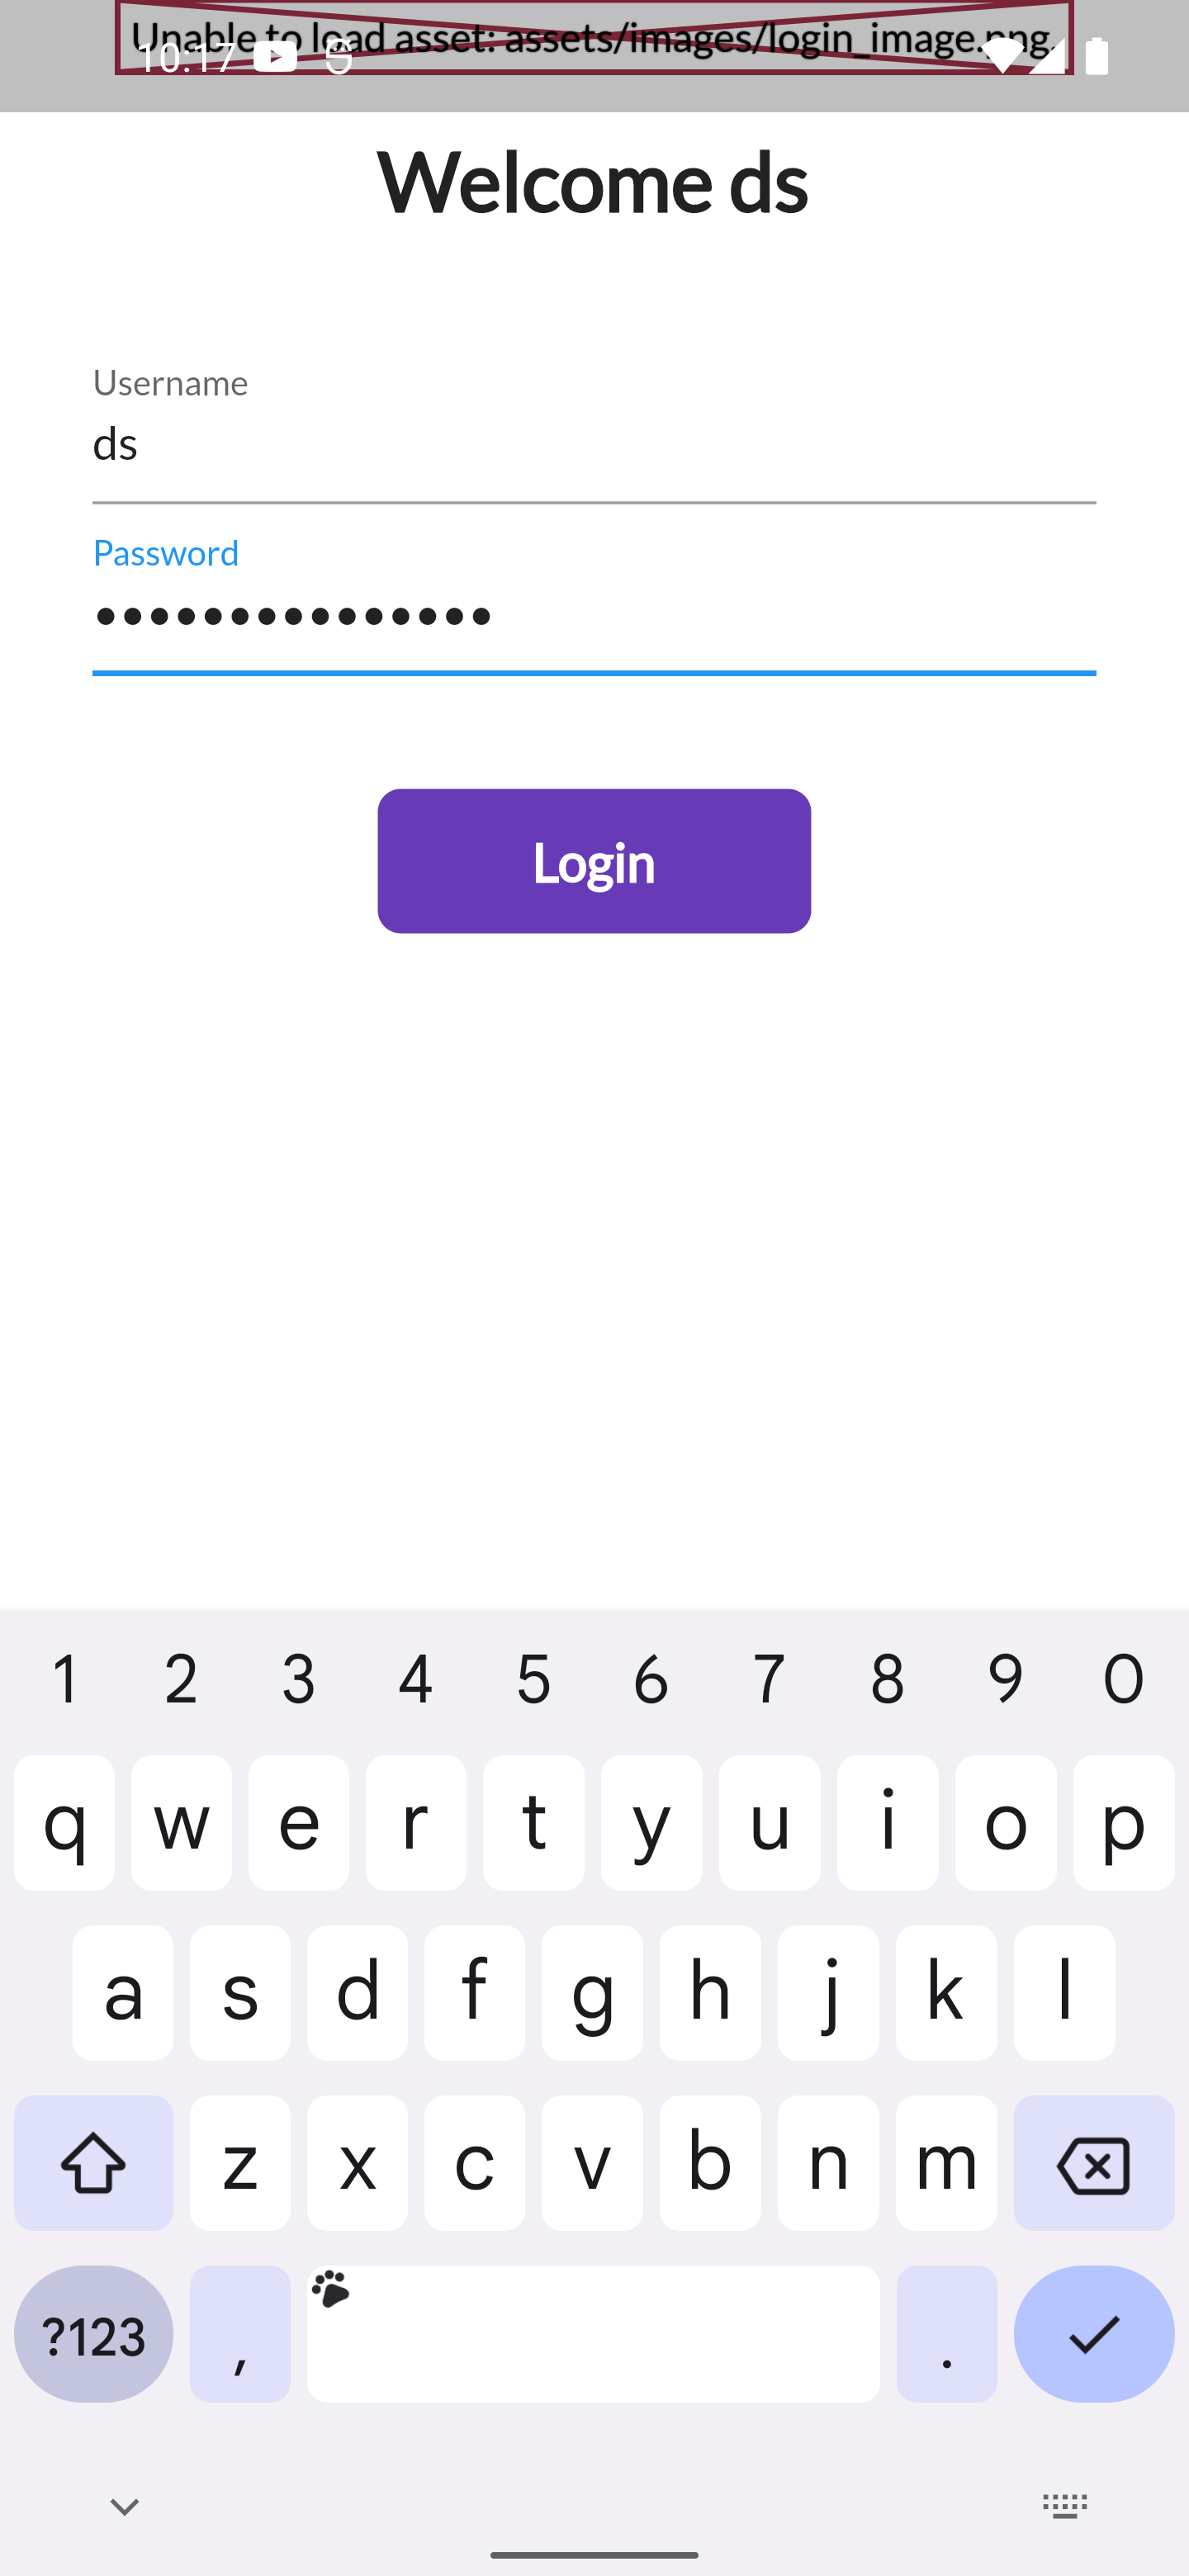 Unable to load asset: assets/images/login_image.png.
10:17
Welcome ds
Username
ds
Password
•••••••••••••••
Login
1 2 3 4 5 6 7 8 9 0
q w e r t y u i o p
a s d f g h j k l
z x c v b n m
?123 , .